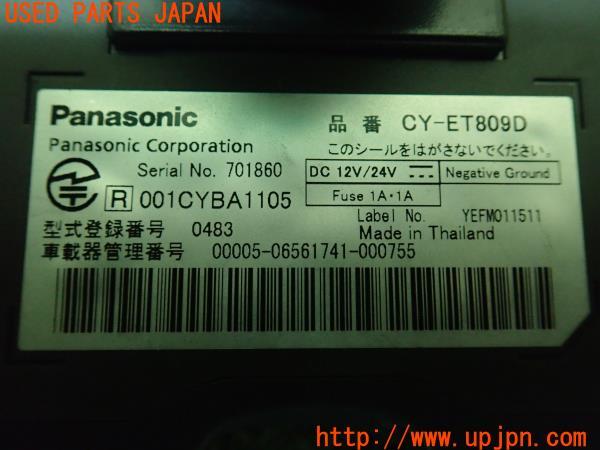 USED PARTS JAPAN
Panasonic
品 番 CY-ET809D
Panasonic Corporation
このシールをはがさないでください。
Serial No. 701860
DC 12V/24V
Negative Ground
Fuse 1A・1A
R 001CYBA1105
Label No. YEFM011511
型式登録番号 0483
Made in Thailand
車載器管理番号 00005-06561741-000755
http://www.upjpn.com